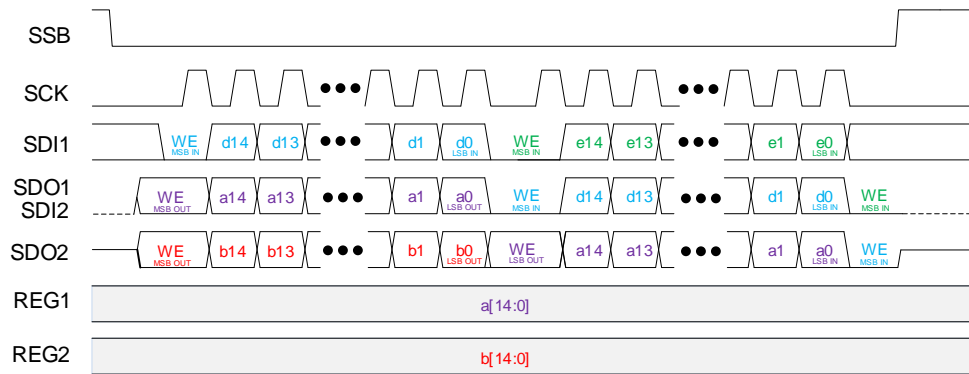 SSB
SCK
SDI1 WE d14 d13 d1 d0 WE e14 e13 e1 e0
MSB IN LSB IN MSB IN LSB IN
SDO1 WE a14 a13 a1 a0 WE d14 d13 d1 d0 WE
SDI2 MSB OUT LSB OUT MSB IN LSB IN MSB IN
SDO2 WE b14 b13 b1 b0 WE a14 a13 a1 a0 WE
MSB OUT LSB OUT LSB OUT LSB IN MSB IN
REG1 a[14:0]
REG2 b[14:0]